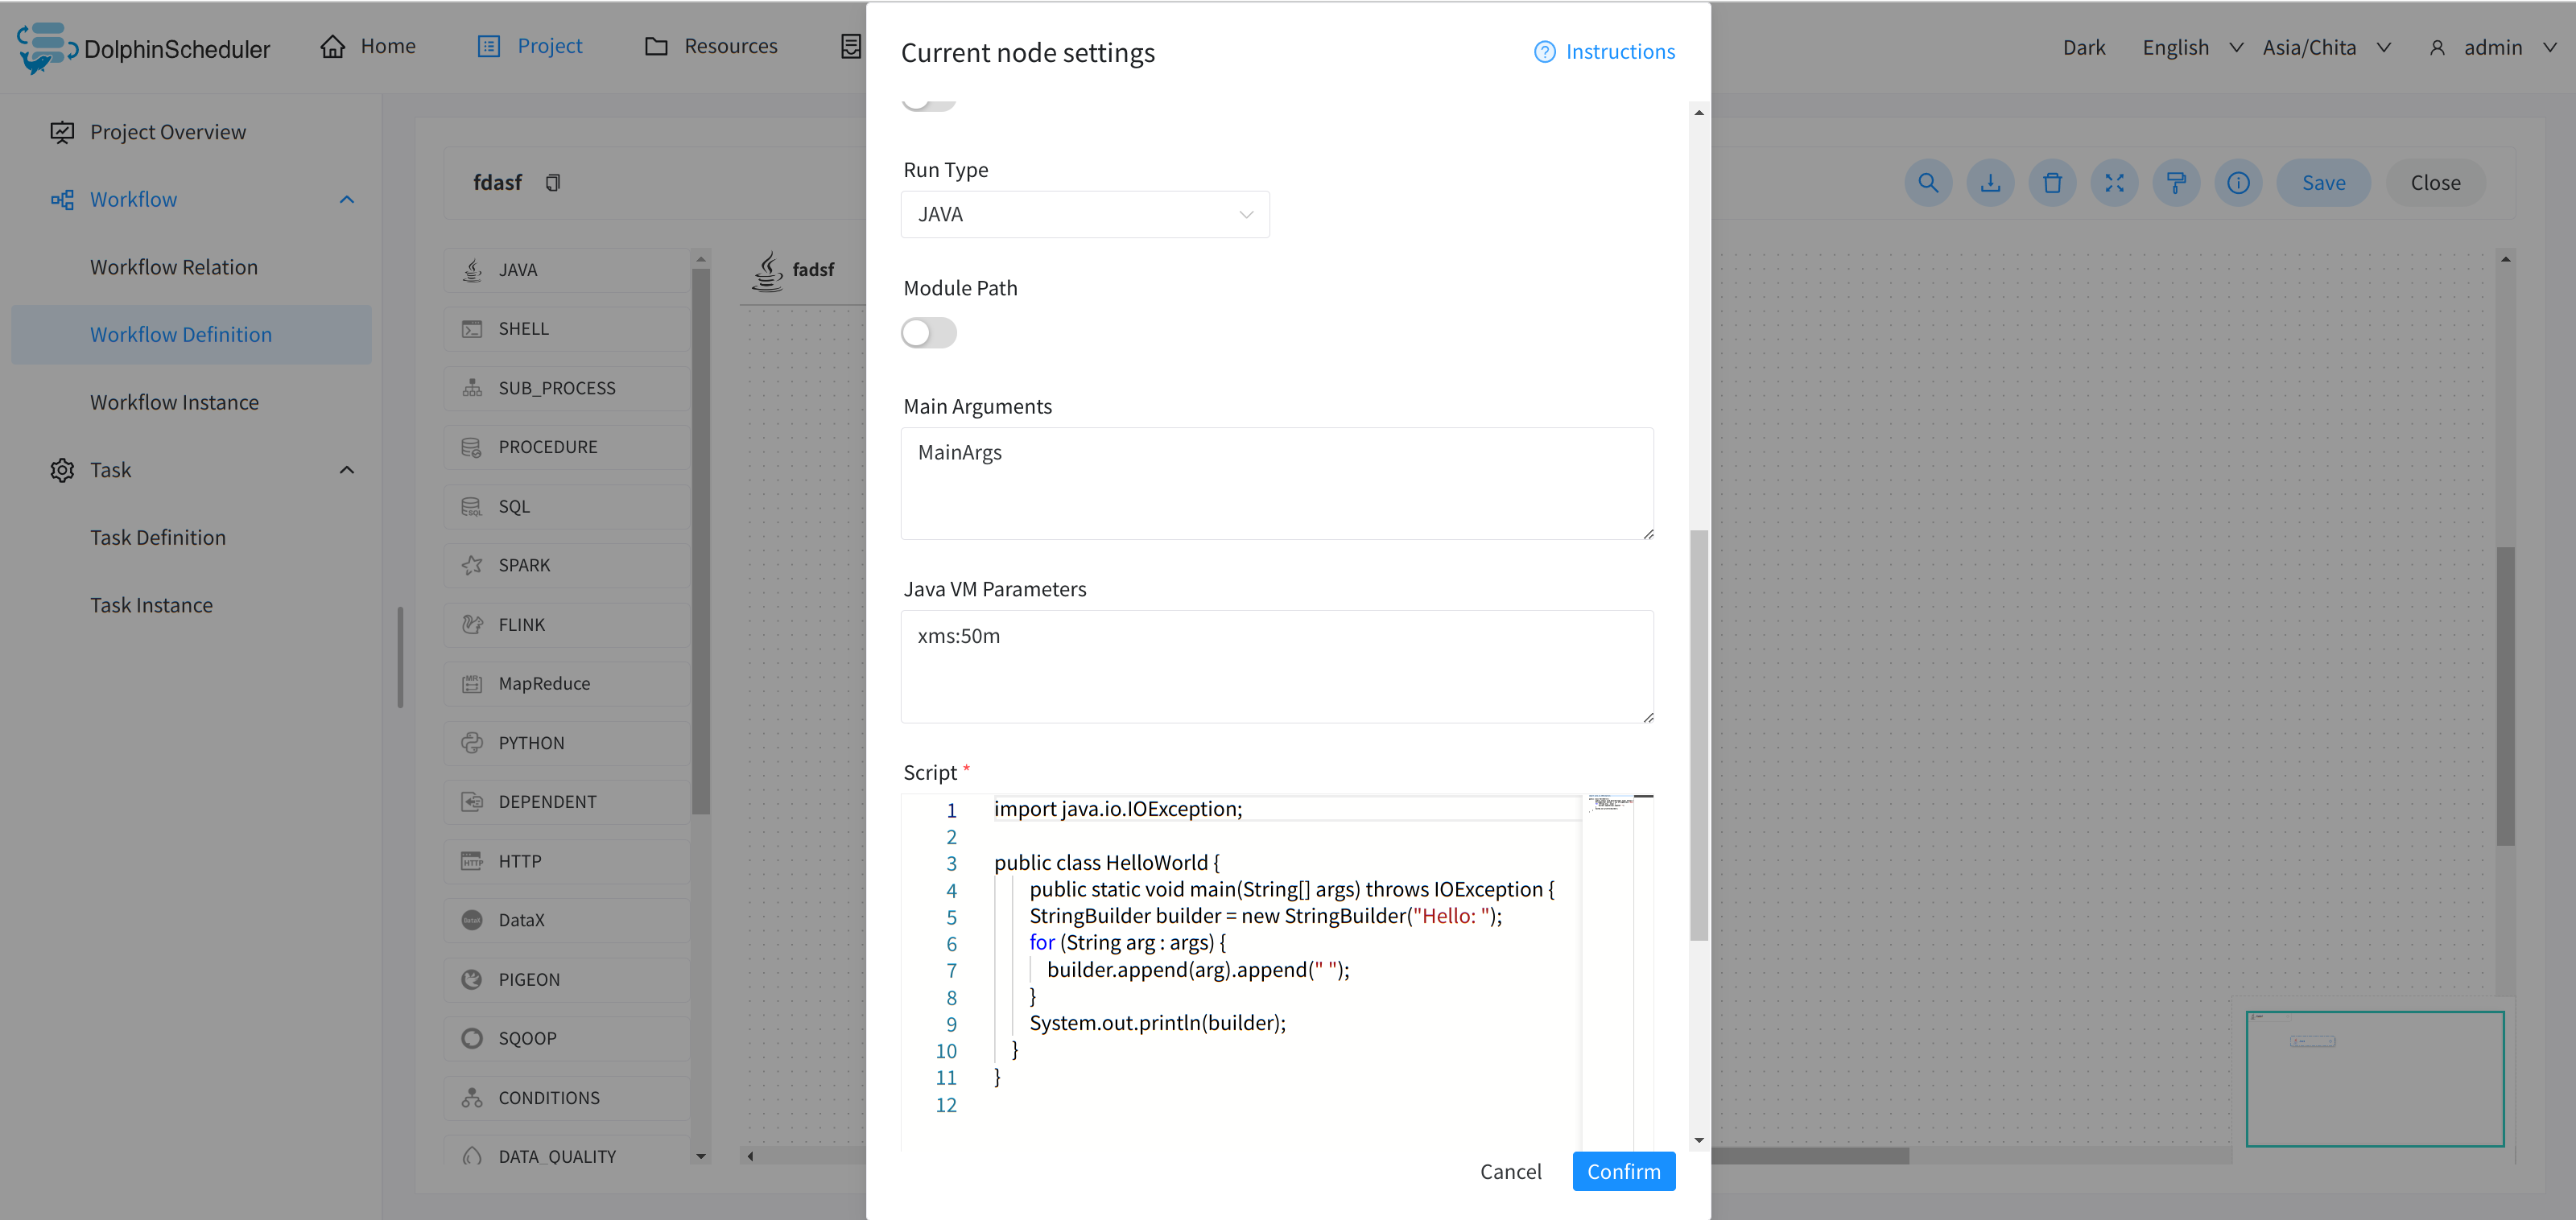 DolphinScheduler
Home
Project
Resources
Dark
English
Asia/Chita
admin
Project Overview
Workflow
Workflow Relation
Workflow Definition
Workflow Instance
Task
Task Definition
Task Instance
fdasf
Save
Close
JAVA
SHELL
SUB_PROCESS
PROCEDURE
SQL
SPARK
FLINK
MapReduce
PYTHON
DEPENDENT
HTTP
DataX
PIGEON
SQOOP
CONDITIONS
DATA_QUALITY
fadsf
Current node settings
Instructions
Run Type
JAVA
Module Path
Main Arguments
MainArgs
Java VM Parameters
xms:50m
Script *
1 import java.io.IOException;
2
3 public class HelloWorld {
4 public static void main(String[] args) throws IOException {
5 StringBuilder builder = new StringBuilder("Hello: ");
6 for (String arg : args) {
7 builder.append(arg).append(" ");
8 }
9 System.out.println(builder);
10 }
11 }
12
Cancel
Confirm